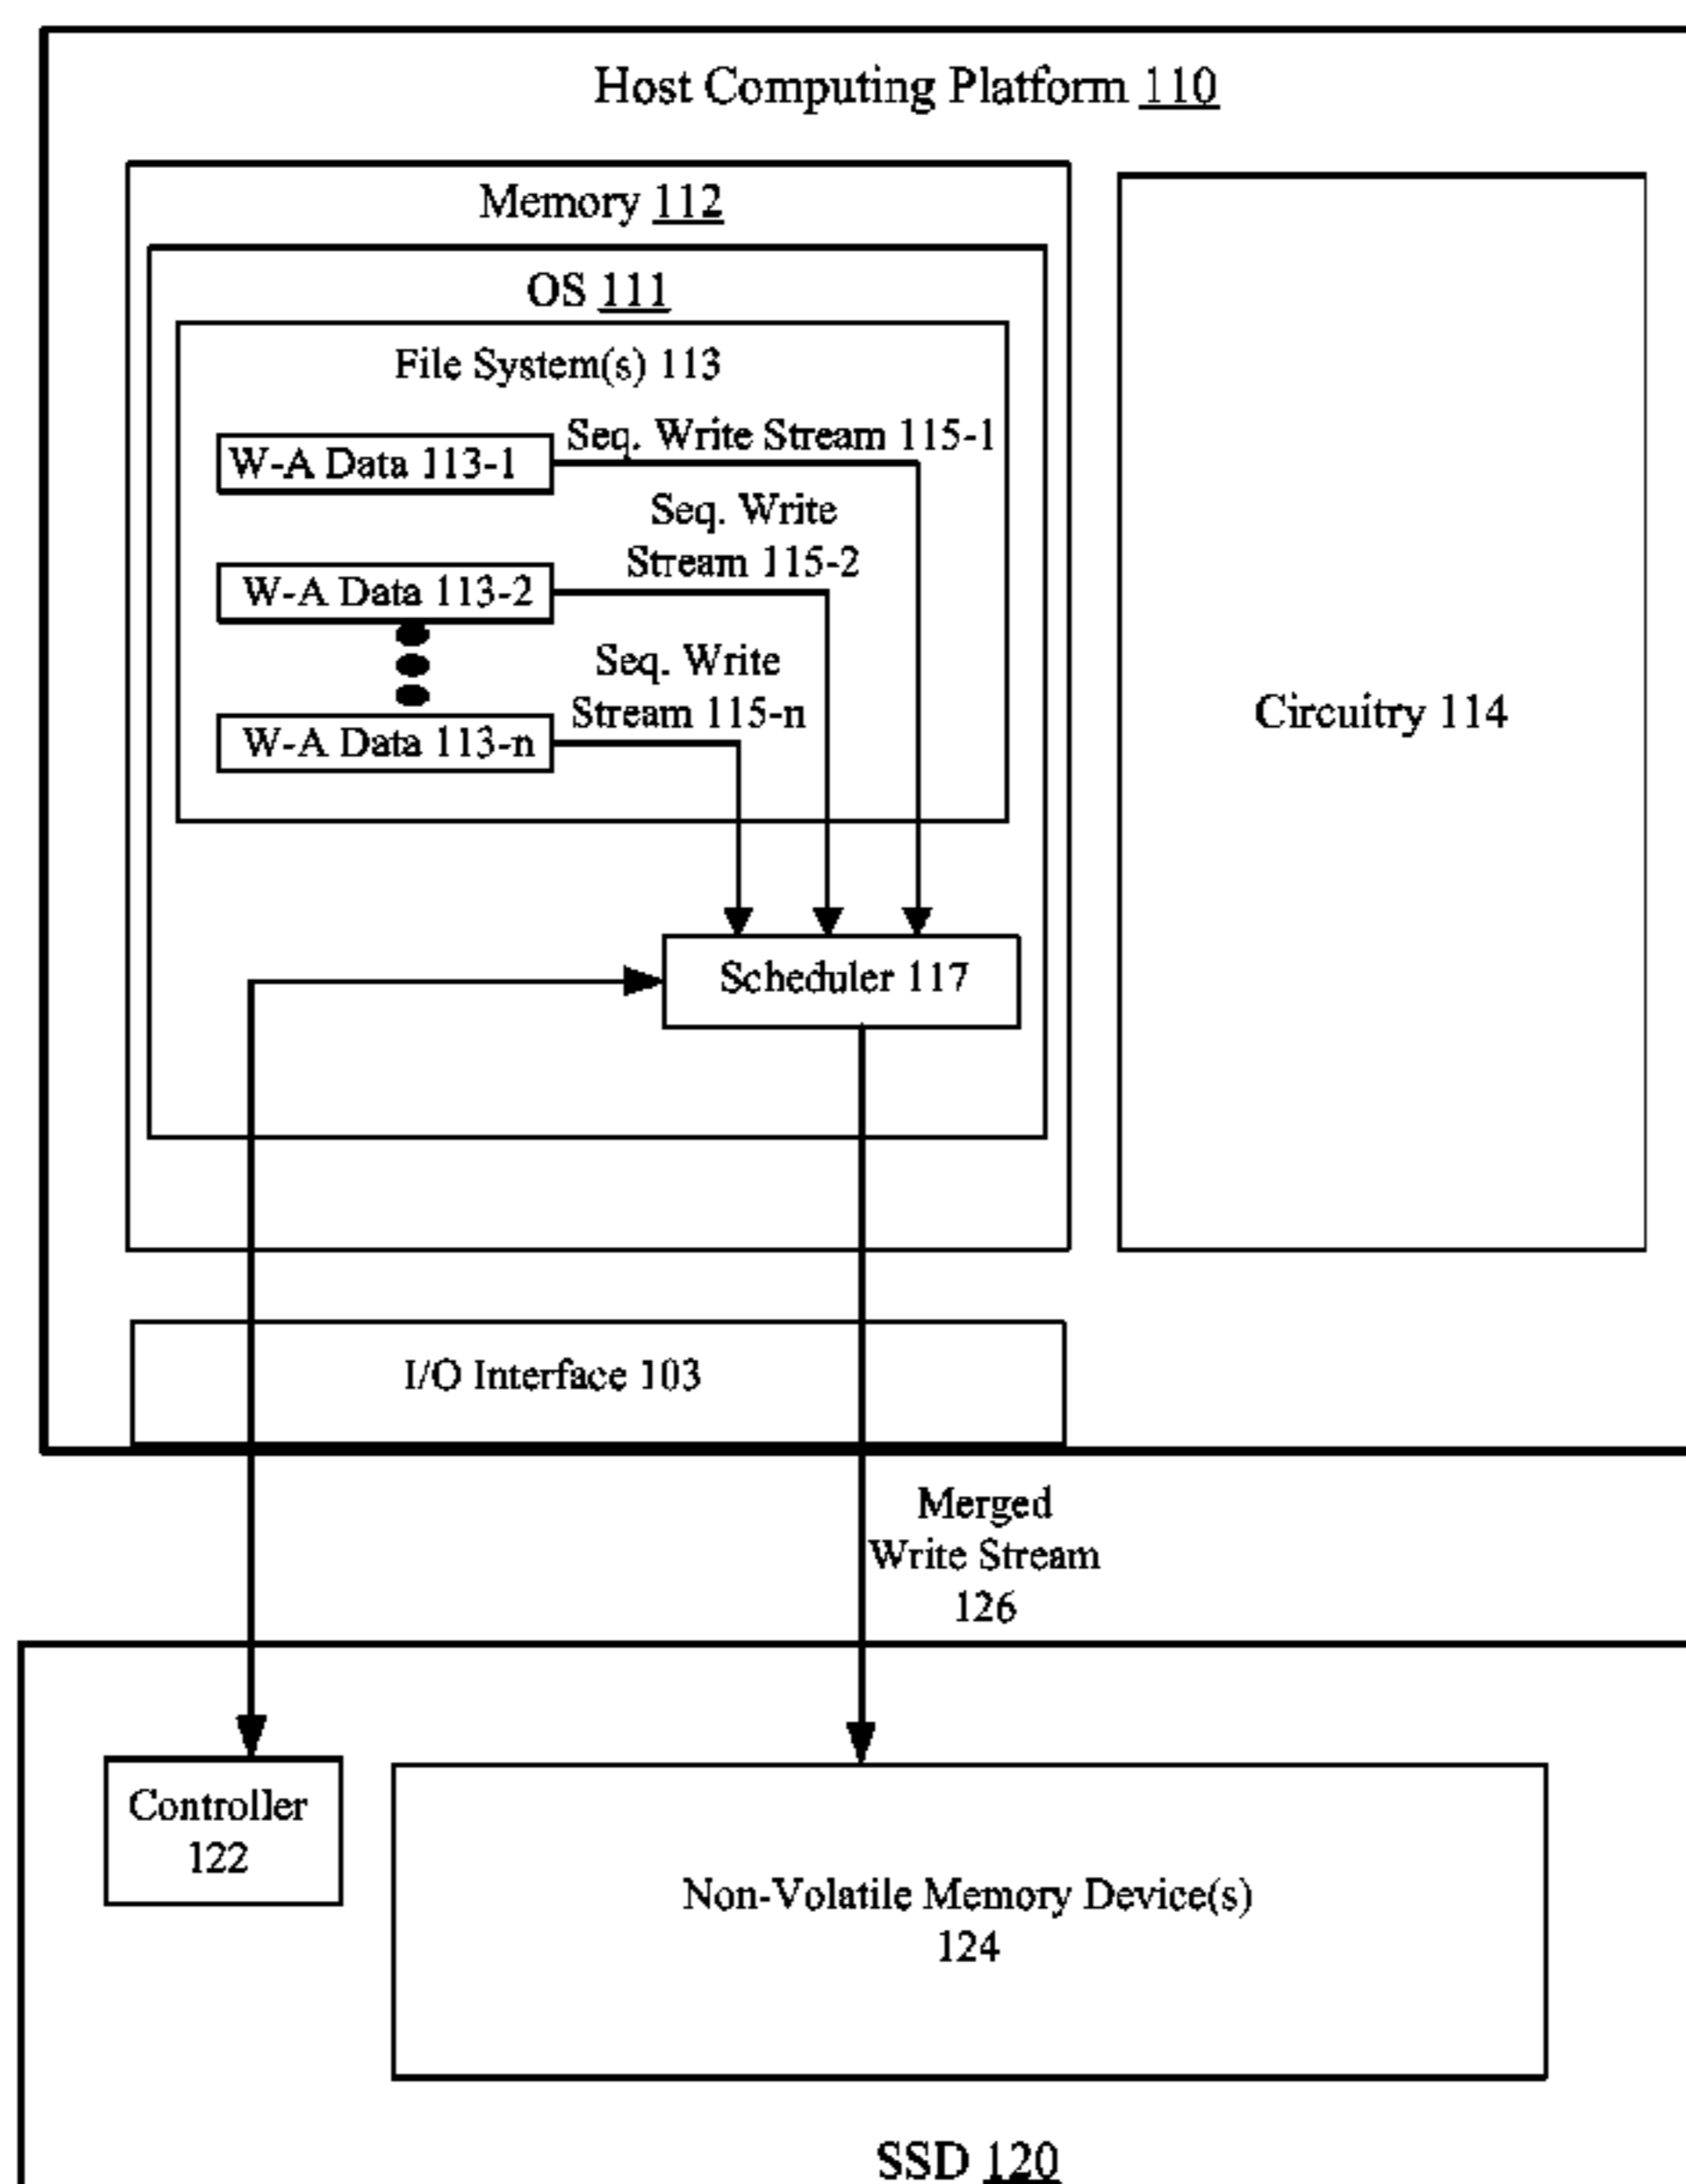 Host Computing Platform 110
Memory 112
OS 111
File System(s) 113
Seq. Write Stream 115-1
W-A Data 113-1
Seq. Write
Stream 115-2
W-A Data 113-2
Seq. Write
Stream 115-n
W-A Data 113-n
Circuitry 114
Scheduler 117
I/O Interface 103
Merged
Write Stream
126
Controller
122
Non-Volatile Memory Device(s)
124
SSD 120